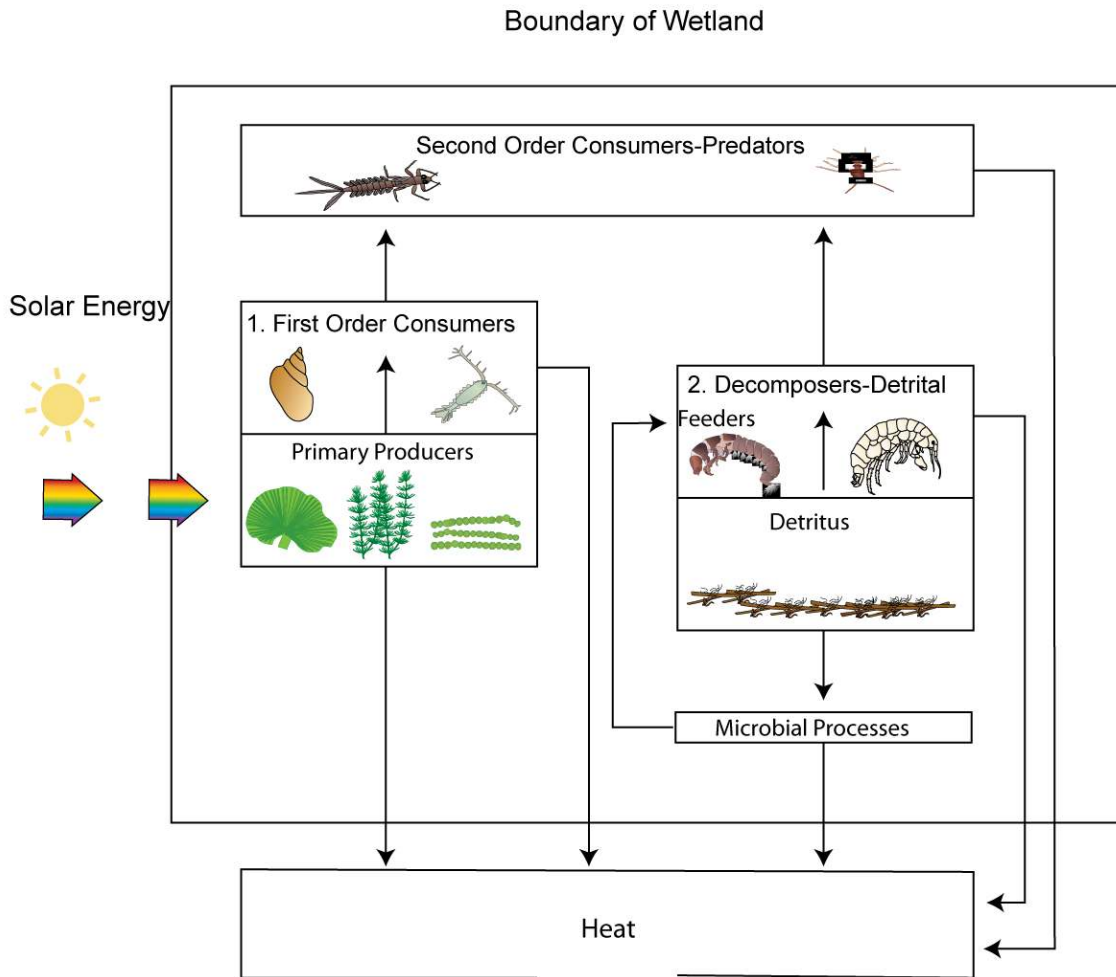 Boundary of Wetland
Second Order Consumers-Predators
Solar Energy
1. First Order Consumers
2. Decomposers-Detrital
Feeders
Primary Producers
Detritus
Microbial Processes
Heat